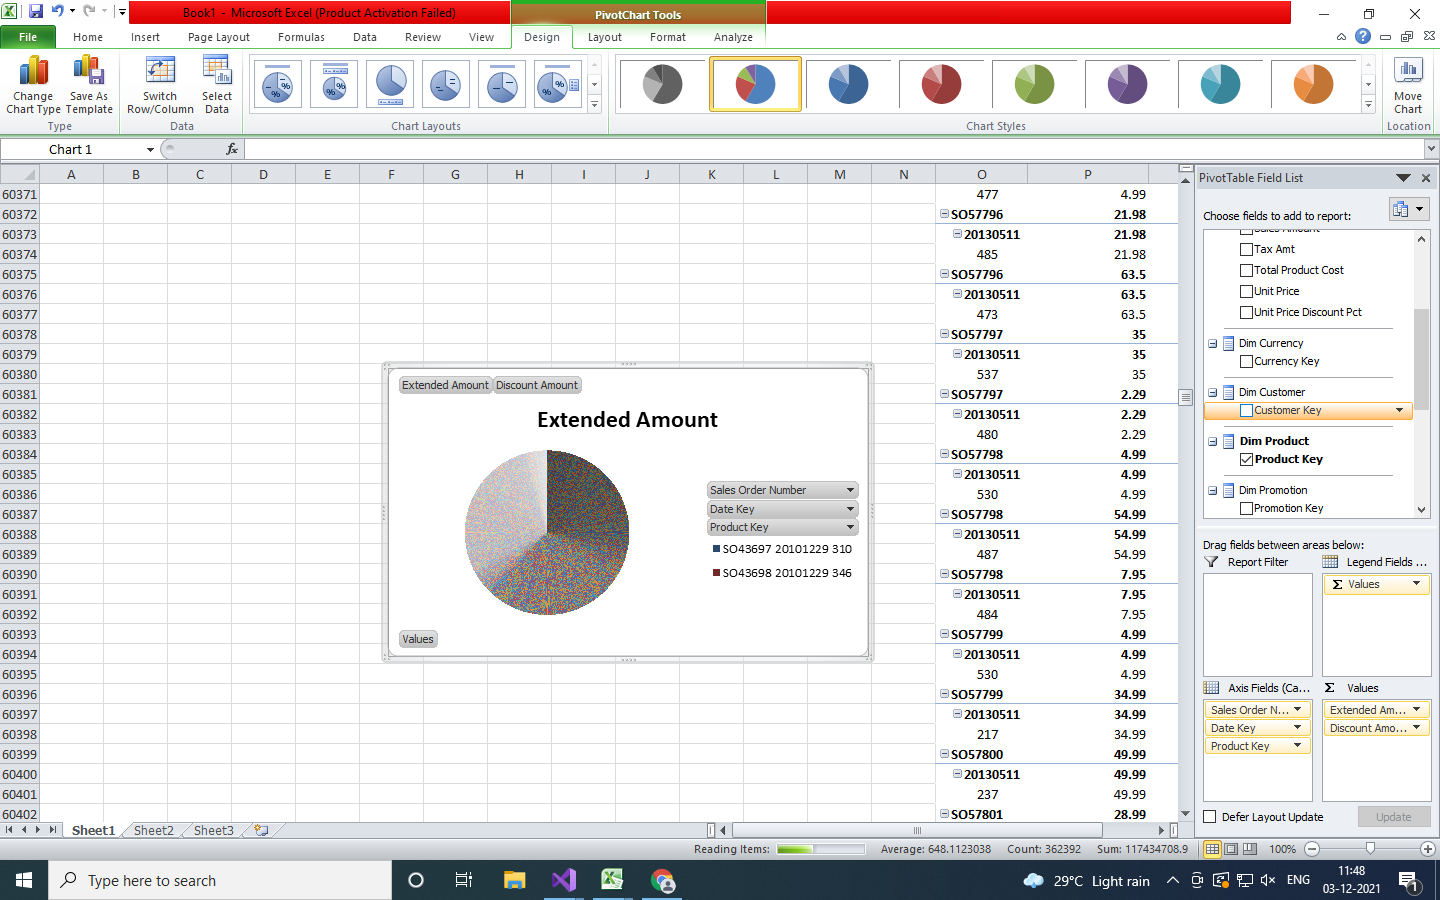 Book1 - Microsoft Excel (Product Activation Failed)
PivotChart Tools
File Home Insert Page Layout Formulas Data Review View Design Layout Format Analyze
Change Chart Type
Save As Template
Switch Row/Column
Select Data
Move Chart
Type Data Chart Layouts Chart Styles Location
Chart 1 fx
A B C D E F G H I J K L M N O P
60371 477 4.99
60372 SO57796 21.98
60373 20130511 21.98
60374 485 21.98
60375 SO57796 63.5
60376 20130511 63.5
60377 473 63.5
60378 SO57797 35
60379 20130511 35
60380 537 35
60381 SO57797 2.29
60382 20130511 2.29
60383 480 2.29
60384 SO57798 4.99
60385 20130511 4.99
60386 530 4.99
60387 SO57798 54.99
60388 20130511 54.99
60389 487 54.99
60390 SO57798 7.95
60391 20130511 7.95
60392 484 7.95
60393 SO57799 4.99
60394 20130511 4.99
60395 530 4.99
60396 SO57799 34.99
60397 20130511 34.99
60398 217 34.99
60399 SO57800 49.99
60400 20130511 49.99
60401 237 49.99
60402 SO57801 28.99
Extended Amount Discount Amount
Extended Amount
Sales Order Number
Date Key
Product Key
SO43697 20101229 310
SO43698 20101229 346
Values
PivotTable Field List
Choose fields to add to report:
Sales Amount
Tax Amt
Total Product Cost
Unit Price
Unit Price Discount Pct
Dim Currency
Currency Key
Dim Customer
Customer Key
Dim Product
Product Key
Dim Promotion
Promotion Key
Drag fields between areas below:
Report Filter Legend Fields ...
Σ Values
Axis Fields (Ca... Σ Values
Sales Order N... Extended Am...
Date Key Discount Amo...
Product Key
Defer Layout Update Update
Sheet1 Sheet2 Sheet3
Reading Items: Average: 648.1123038 Count: 362392 Sum: 117434708.9 100%
Type here to search
29°C Light rain
ENG
11:48
03-12-2021
1